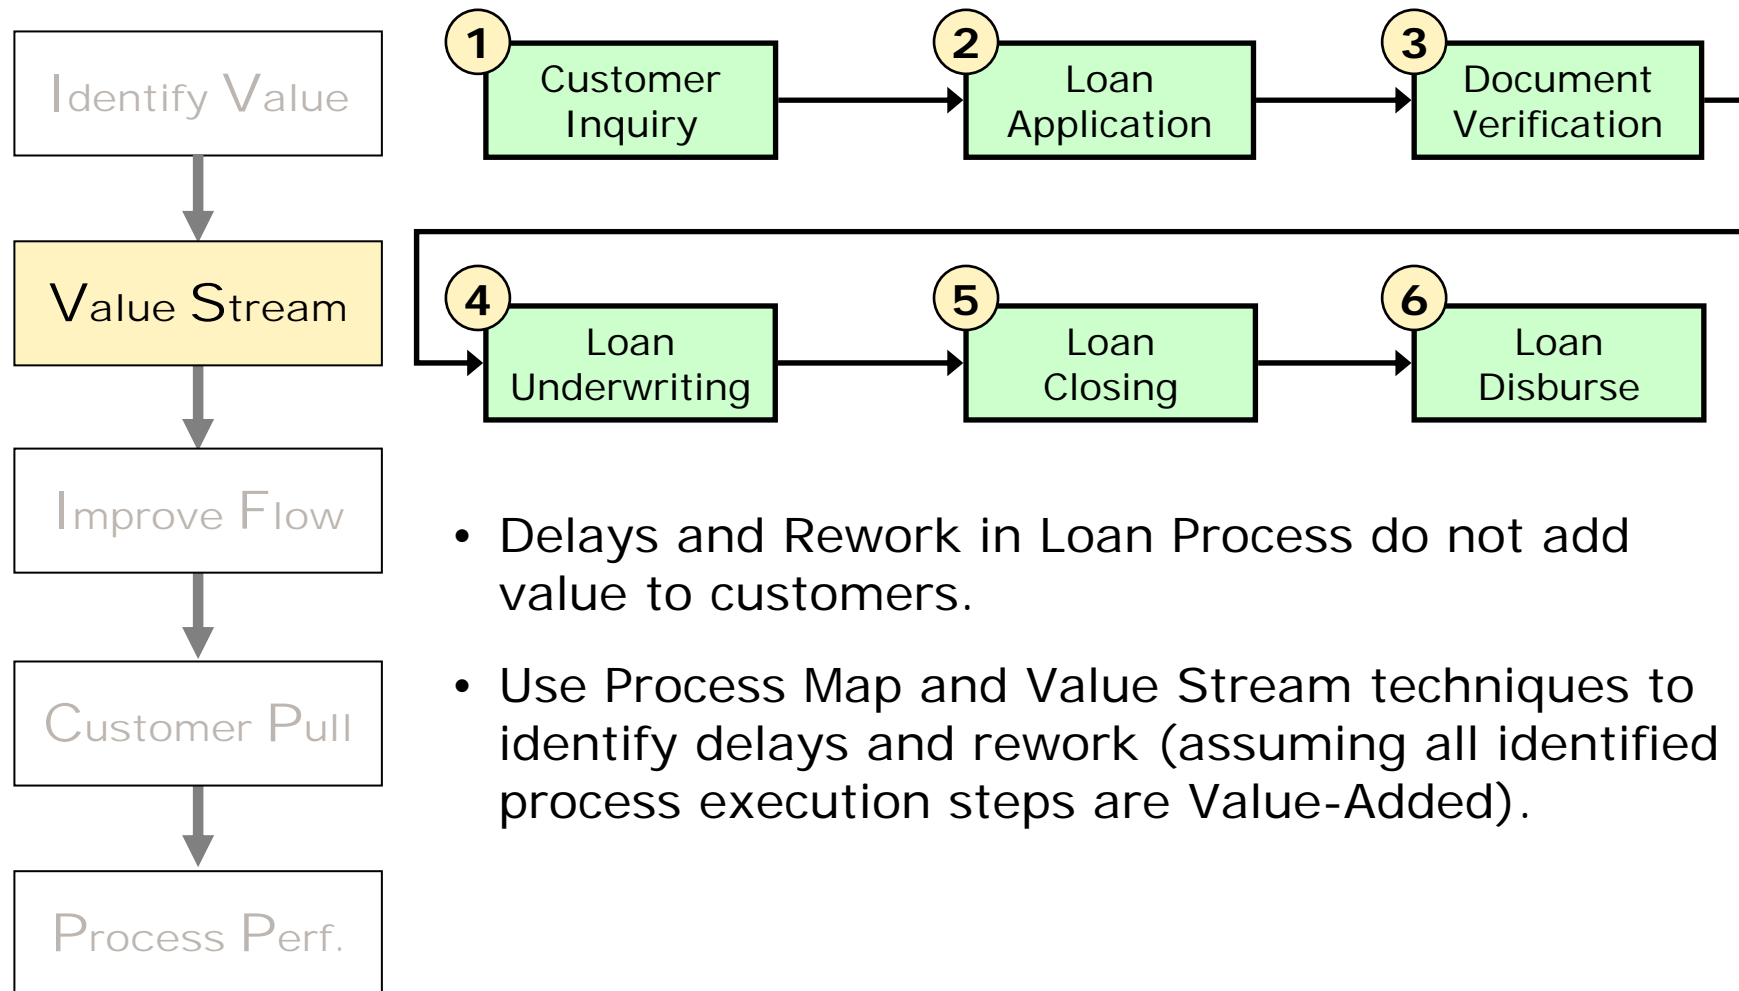 Identify Value
Value Stream
Improve Flow
Customer Pull
Process Perf.
1
Customer
Inquiry
2
Loan
Application
3
Document
Verification
4
Loan
Underwriting
5
Loan
Closing
6
Loan
Disburse
• Delays and Rework in Loan Process do not add
value to customers.
• Use Process Map and Value Stream techniques to
identify delays and rework (assuming all identified
process execution steps are Value-Added).